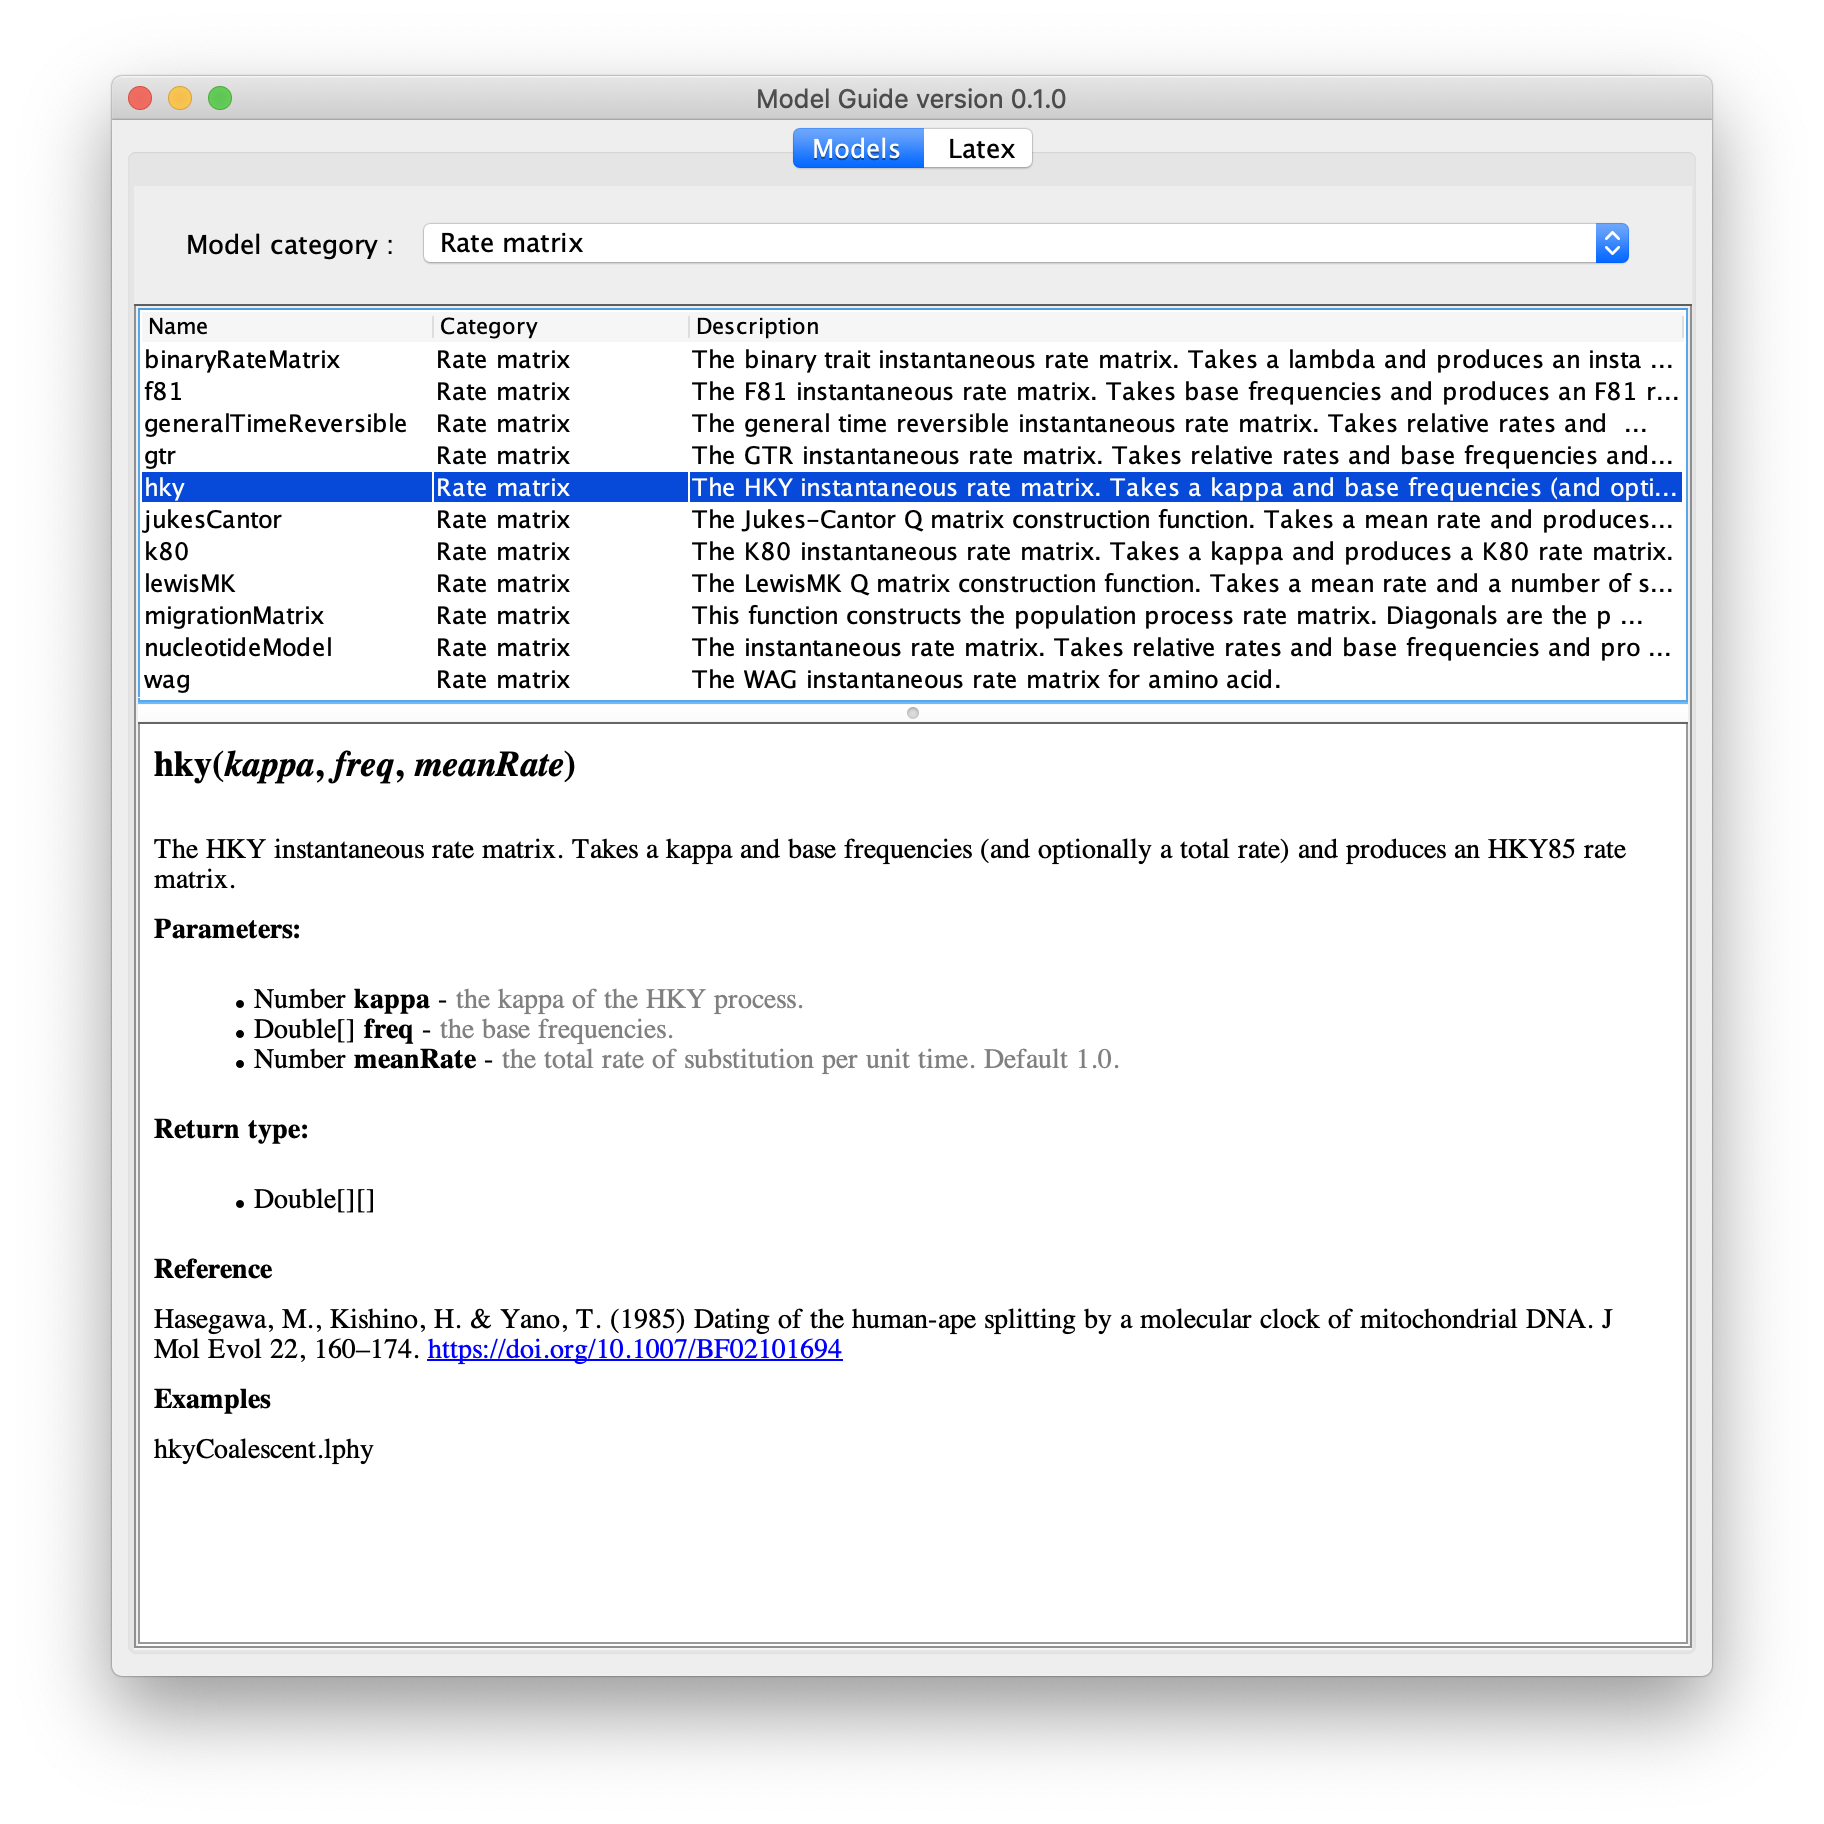 Model Guide version 0.1.0
Models Latex
Model category : Rate matrix
Name Category Description
binaryRateMatrix Rate matrix The binary trait instantaneous rate matrix. Takes a lambda and produces an insta ...
f81 Rate matrix The F81 instantaneous rate matrix. Takes base frequencies and produces an F81 r...
generalTimeReversible Rate matrix The general time reversible instantaneous rate matrix. Takes relative rates and ...
gtr Rate matrix The GTR instantaneous rate matrix. Takes relative rates and base frequencies and...
hky Rate matrix The HKY instantaneous rate matrix. Takes a kappa and base frequencies (and opti...
jukesCantor Rate matrix The Jukes-Cantor Q matrix construction function. Takes a mean rate and produces...
k80 Rate matrix The K80 instantaneous rate matrix. Takes a kappa and produces a K80 rate matrix.
lewisMK Rate matrix The LewisMK Q matrix construction function. Takes a mean rate and a number of s...
migrationMatrix Rate matrix This function constructs the population process rate matrix. Diagonals are the p ...
nucleotideModel Rate matrix The instantaneous rate matrix. Takes relative rates and base frequencies and pro ...
wag Rate matrix The WAG instantaneous rate matrix for amino acid.
hky(kappa, freq, meanRate)
The HKY instantaneous rate matrix. Takes a kappa and base frequencies (and optionally a total rate) and produces an HKY85 rate
matrix.
Parameters:
• Number kappa - the kappa of the HKY process.
• Double[] freq - the base frequencies.
• Number meanRate - the total rate of substitution per unit time. Default 1.0.
Return type:
• Double[][]
Reference
Hasegawa, M., Kishino, H. & Yano, T. (1985) Dating of the human-ape splitting by a molecular clock of mitochondrial DNA. J
Mol Evol 22, 160–174. https://doi.org/10.1007/BF02101694
Examples
hkyCoalescent.lphy